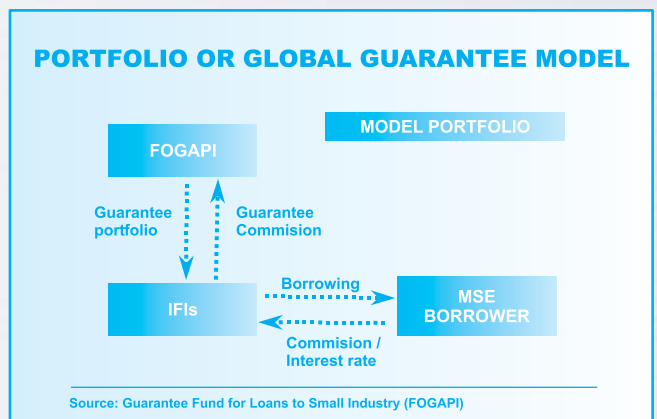 PORTFOLIO OR GLOBAL GUARANTEE MODEL
MODEL PORTFOLIO
FOGAPI
Guarantee
portfolio
Guarantee
Commision
IFIs
Borrowing
MSE
BORROWER
Commision /
Interest rate
Source: Guarantee Fund for Loans to Small Industry (FOGAPI)